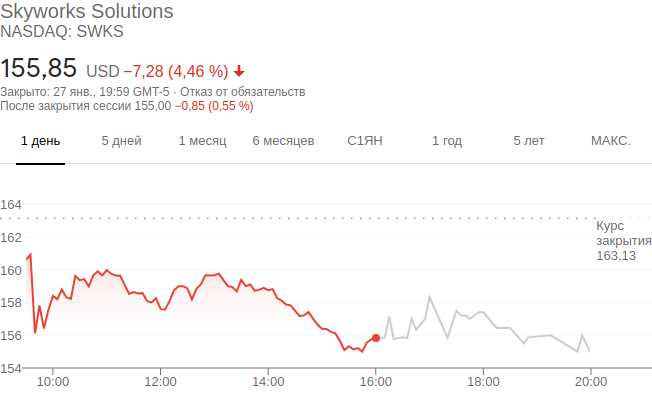 Skyworks Solutions
NASDAQ: SWKS
155,85 USD −7,28 (4,46 %)
Закрыто: 27 янв., 19:59 GMT-5 · Отказ от обязательств
После закрытия сессии 155,00 −0,85 (0,55 %)
1 день 5 дней 1 месяц 6 месяцев С1ЯН 1 год 5 лет МАКС.
164
Курс
закрытия
163,13
162
160
158
156
154
10:00 12:00 14:00 16:00 18:00 20:00